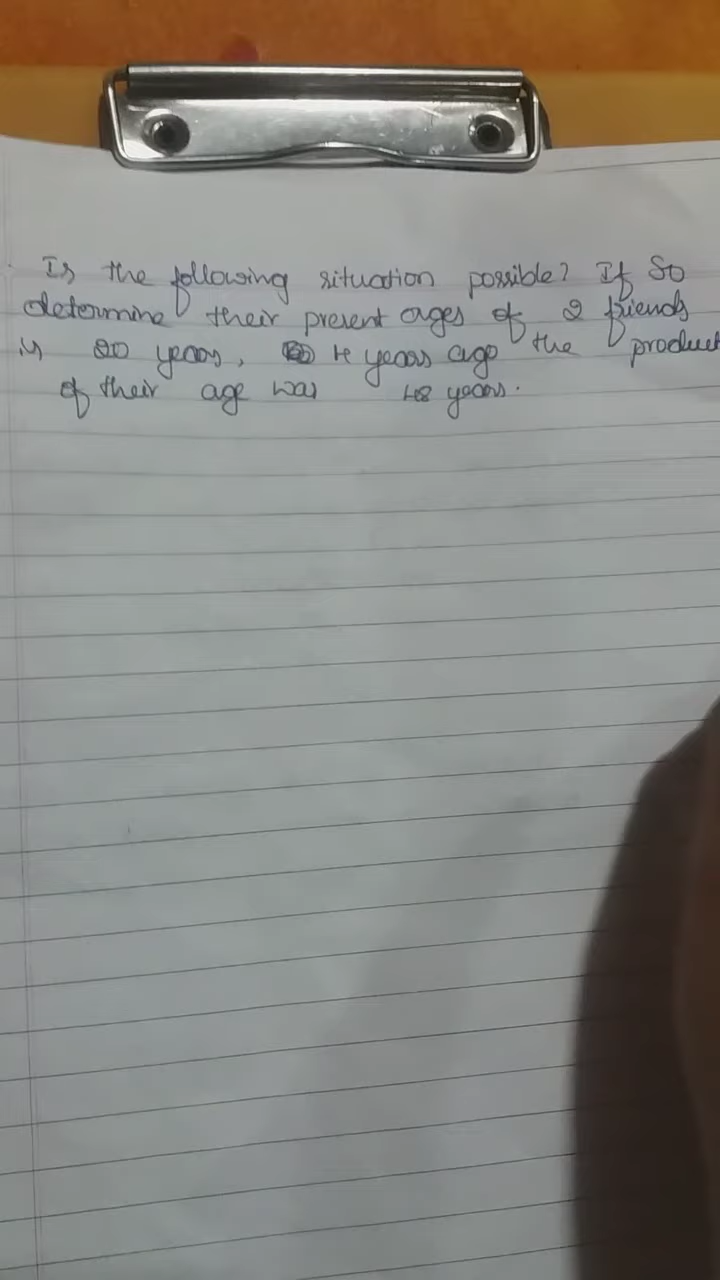 Is the following situation possible? If So
determine their present ages of 2 friends
is 20 years, 4 years ago the product
of their age was 48 years.